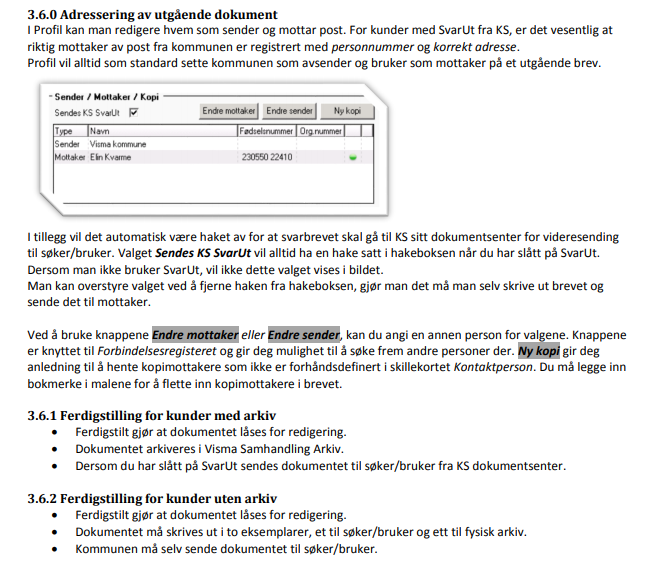 3.6.0 Adressering av utgående dokument
I Profil kan man redigere hvem som sender og mottar post. For kunder med SvarUt fra KS, er det vesentlig at
riktig mottaker av post fra kommunen er registrert med personnummer og korrekt adresse.
Profil vil alltid som standard sette kommunen som avsender og bruker som mottaker på et utgående brev.
Sender / Mottaker / Kopi
Sendes KS SvarUt Endre mottaker Endre sender Ny kopi
Type Navn Fødselsnummer Org.nummer
Sender Visma kommune
Mottaker Elin Kvarme 230550 22410
I tillegg vil det automatisk være haket av for at svarbrevet skal gå til KS sitt dokumentsenter for videresending
til søker/bruker. Valget Sendes KS SvarUt vil alltid ha en hake satt i hakeboksen når du har slått på SvarUt.
Dersom man ikke bruker SvarUt, vil ikke dette valget vises i bildet.
Man kan overstyre valget ved å fjerne haken fra hakeboksen, gjør man det må man selv skrive ut brevet og
sende det til mottaker.
Ved å bruke knappene Endre mottaker eller Endre sender, kan du angi en annen person for valgene. Knappene
er knyttet til Forbindelsesregisteret og gir deg mulighet til å søke frem andre personer der. Ny kopi gir deg
anledning til å hente kopimottakere som ikke er forhåndsdefinert i skillekortet Kontaktperson. Du må legge inn
bokmerke i malene for å flette inn kopimottakere i brevet.
3.6.1 Ferdigstilling for kunder med arkiv
• Ferdigstilt gjør at dokumentet låses for redigering.
• Dokumentet arkiveres i Visma Samhandling Arkiv.
• Dersom du har slått på SvarUt sendes dokumentet til søker/bruker fra KS dokumentsenter.
3.6.2 Ferdigstilling for kunder uten arkiv
• Ferdigstilt gjør at dokumentet låses for redigering.
• Dokumentet må skrives ut i to eksemplarer, et til søker/bruker og ett til fysisk arkiv.
• Kommunen må selv sende dokumentet til søker/bruker.